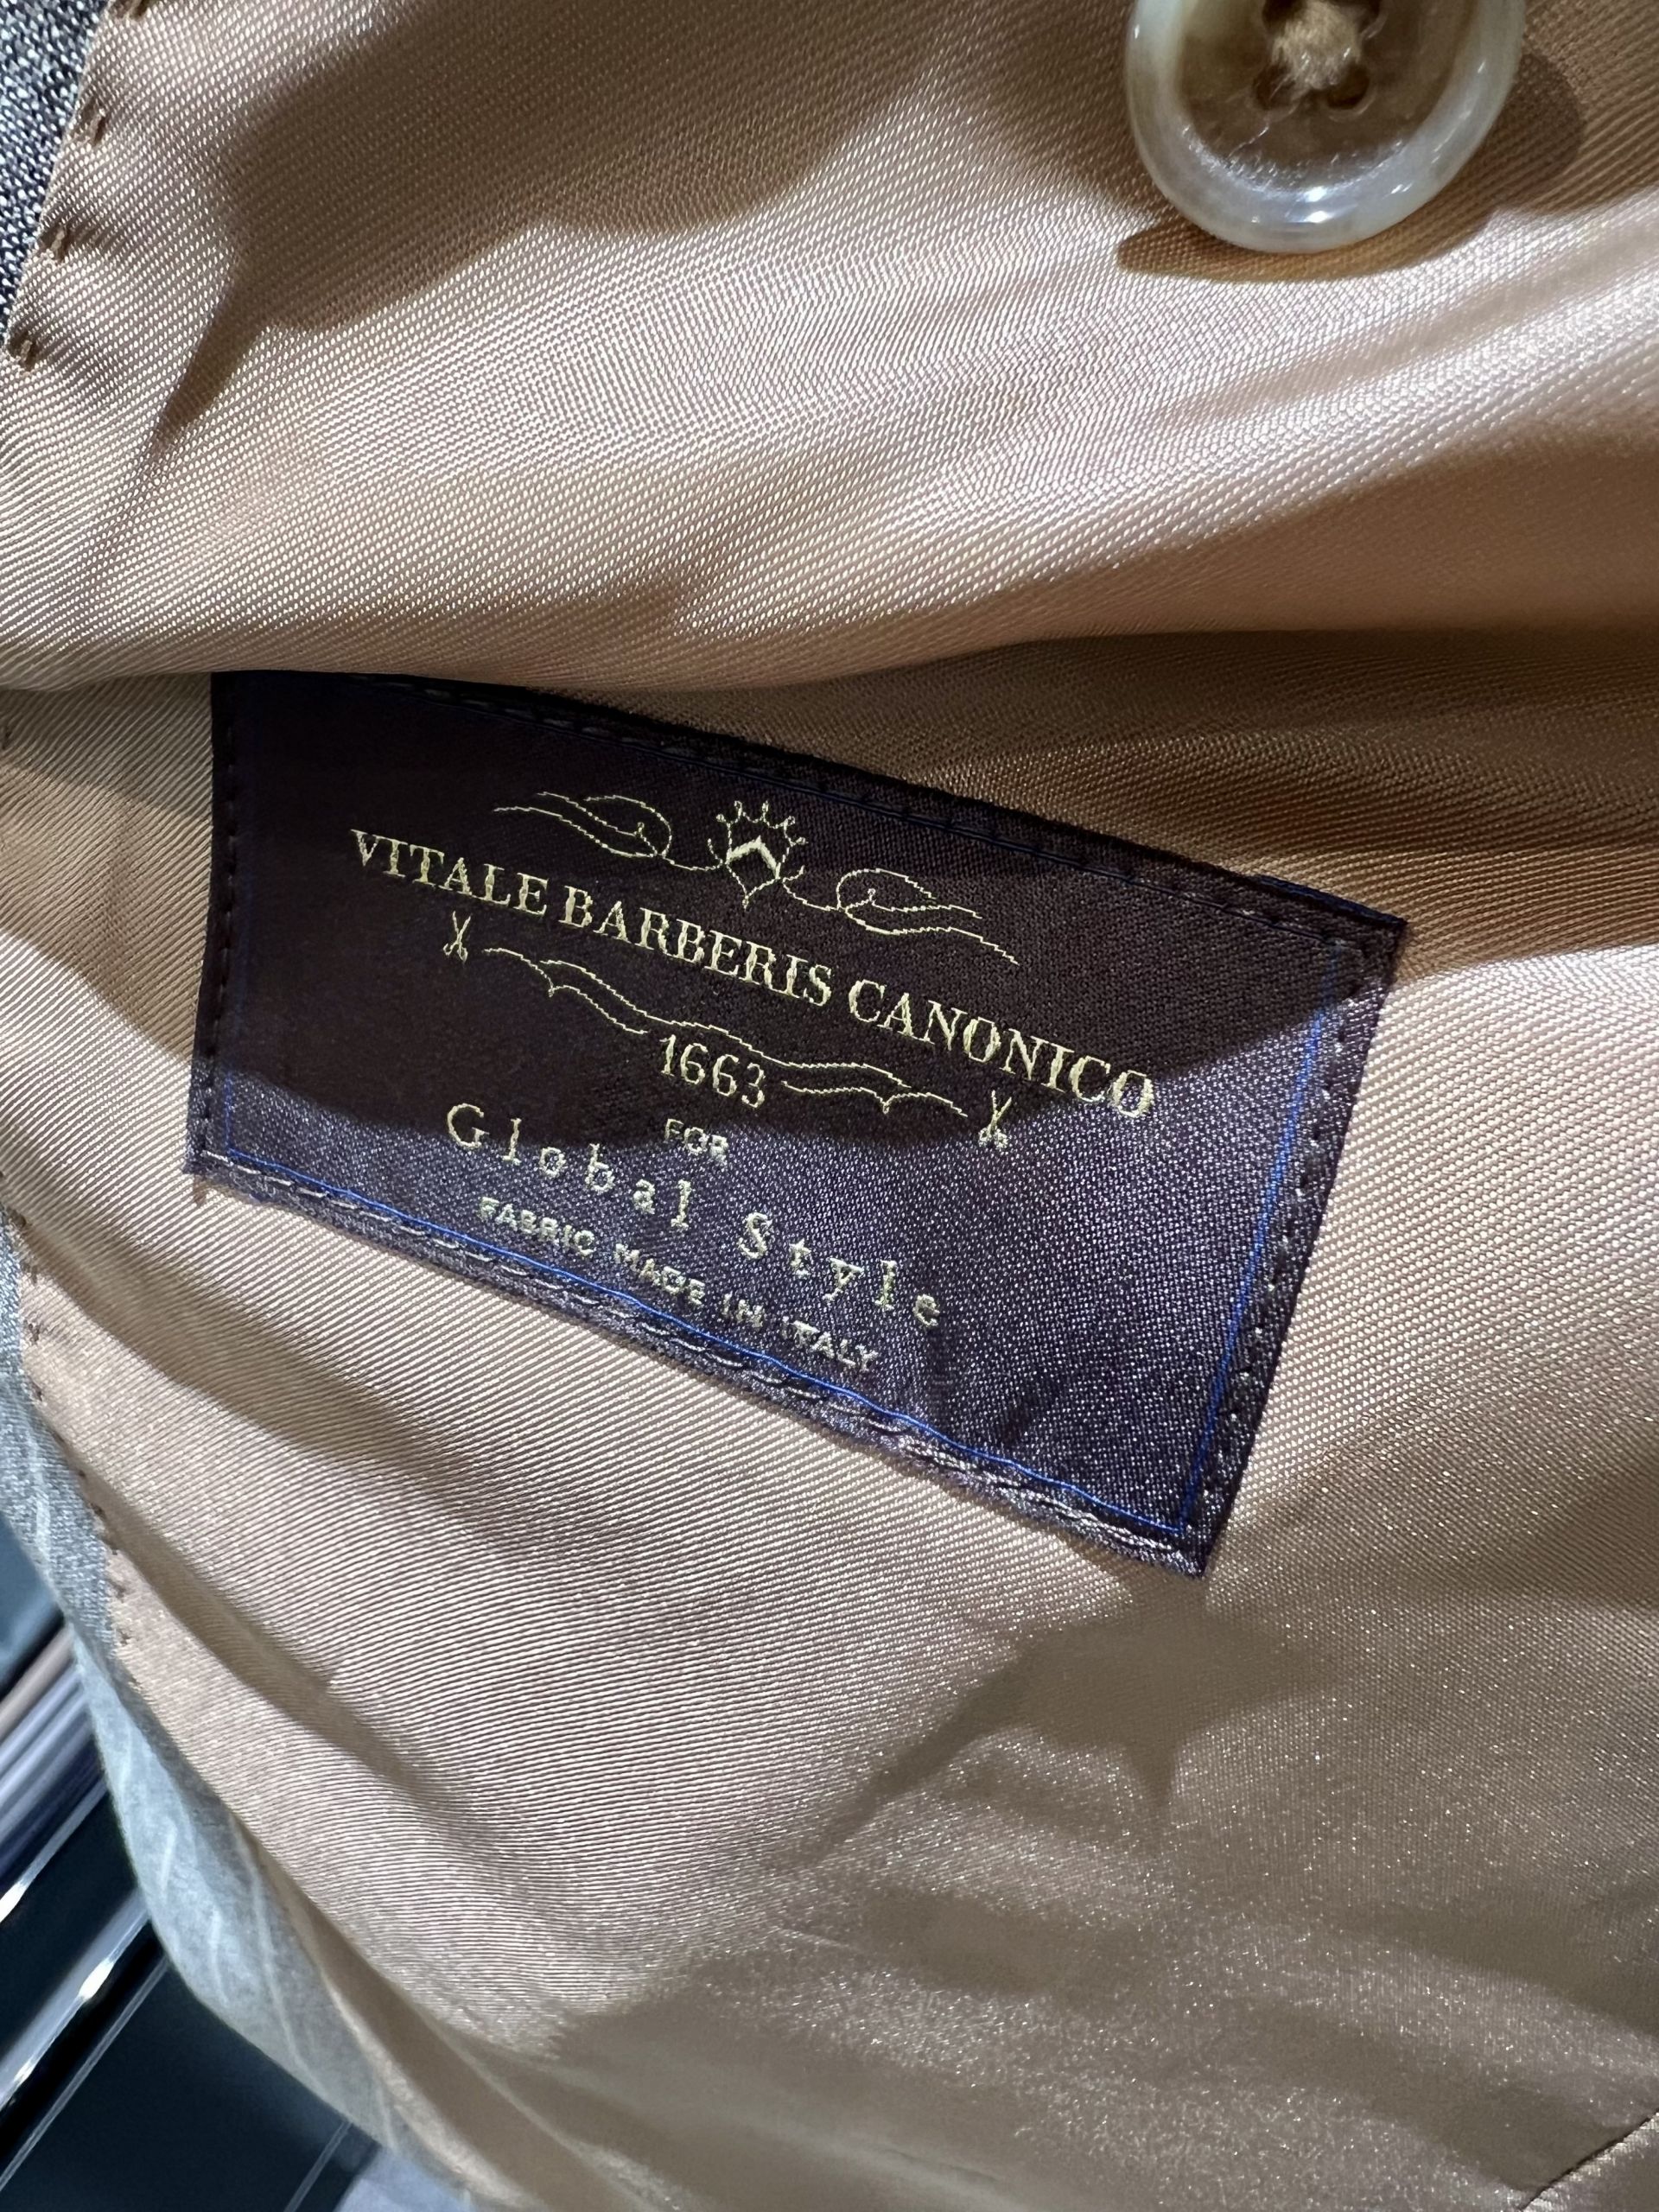 VITALE BARBERIS CANONICO
1663
FOR
Global Style
FABRIC MADE IN ITALY